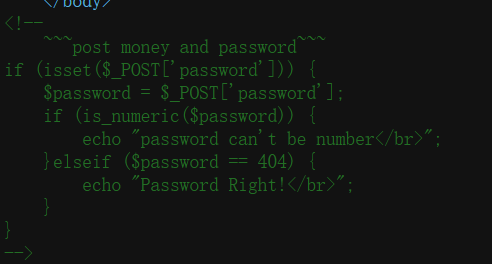 </body>
<!--
    ~~~post money and password~~~
if (isset($_POST['password'])) {
    $password = $_POST['password'];
    if (is_numeric($password)) {
        echo "password can't be number</br>";
    }elseif ($password == 404) {
        echo "Password Right!</br>";
    }
}
-->